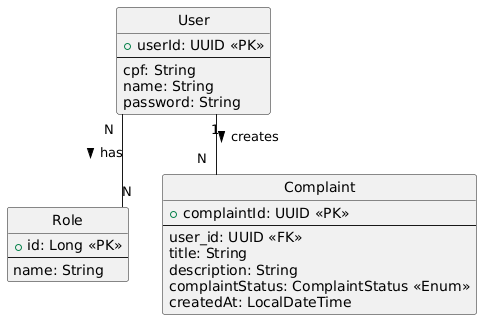 User
userId: UUID «PK»
cpf: String
name: String
password: String
N
1
has
creates
N
N
Role
id: Long «PK»
name: String
Complaint
complaintId: UUID «PK»
user_id: UUID «FK»
title: String
description: String
complaintStatus: ComplaintStatus «Enum»
createdAt: LocalDateTime